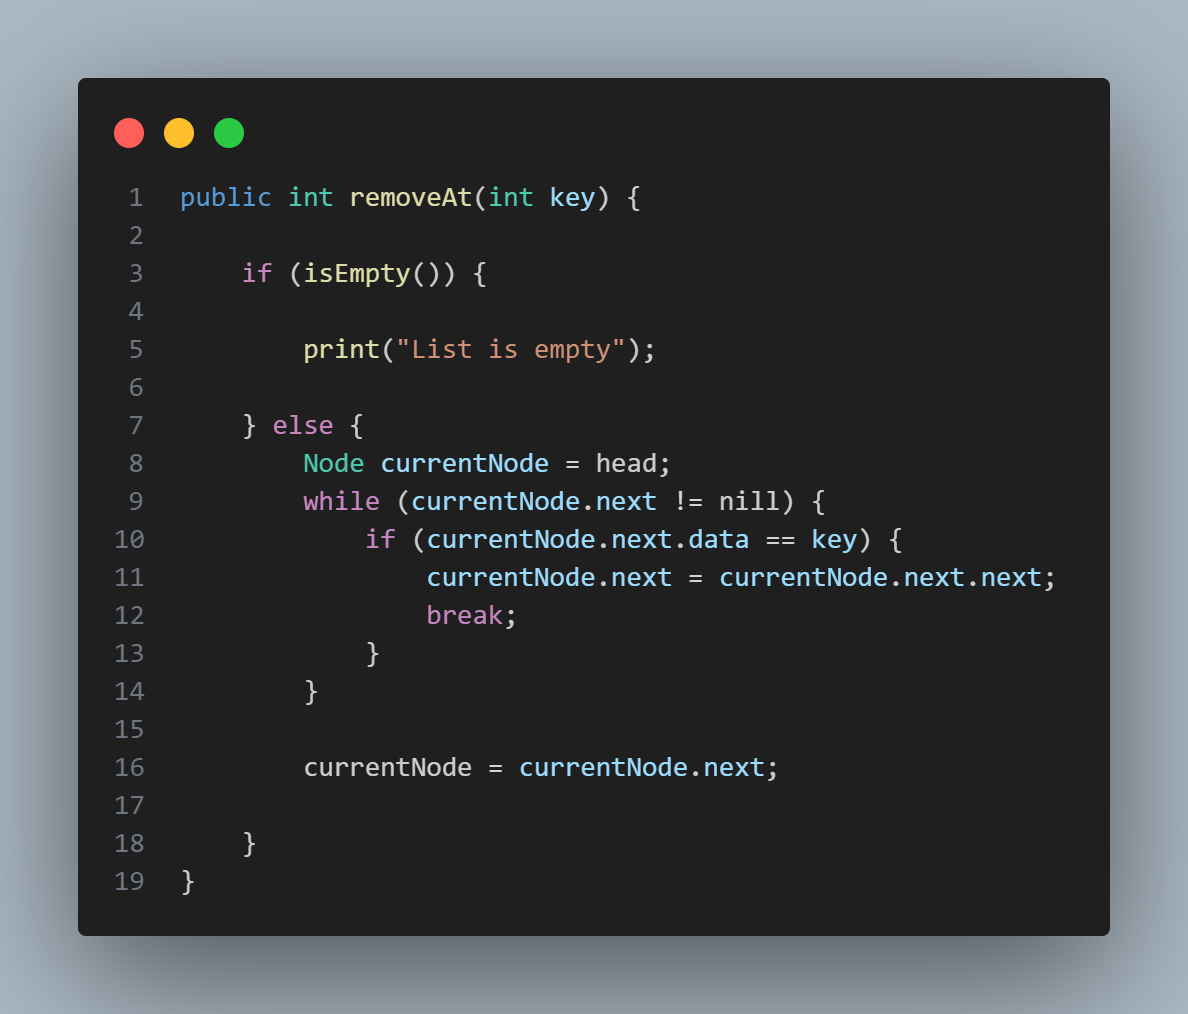 1 public int removeAt(int key) {
2
3     if (isEmpty()) {
4
5         print("List is empty");
6
7     } else {
8         Node currentNode = head;
9         while (currentNode.next != nill) {
10             if (currentNode.next.data == key) {
11                 currentNode.next = currentNode.next.next;
12                 break;
13             }
14         }
15
16         currentNode = currentNode.next;
17
18     }
19 }